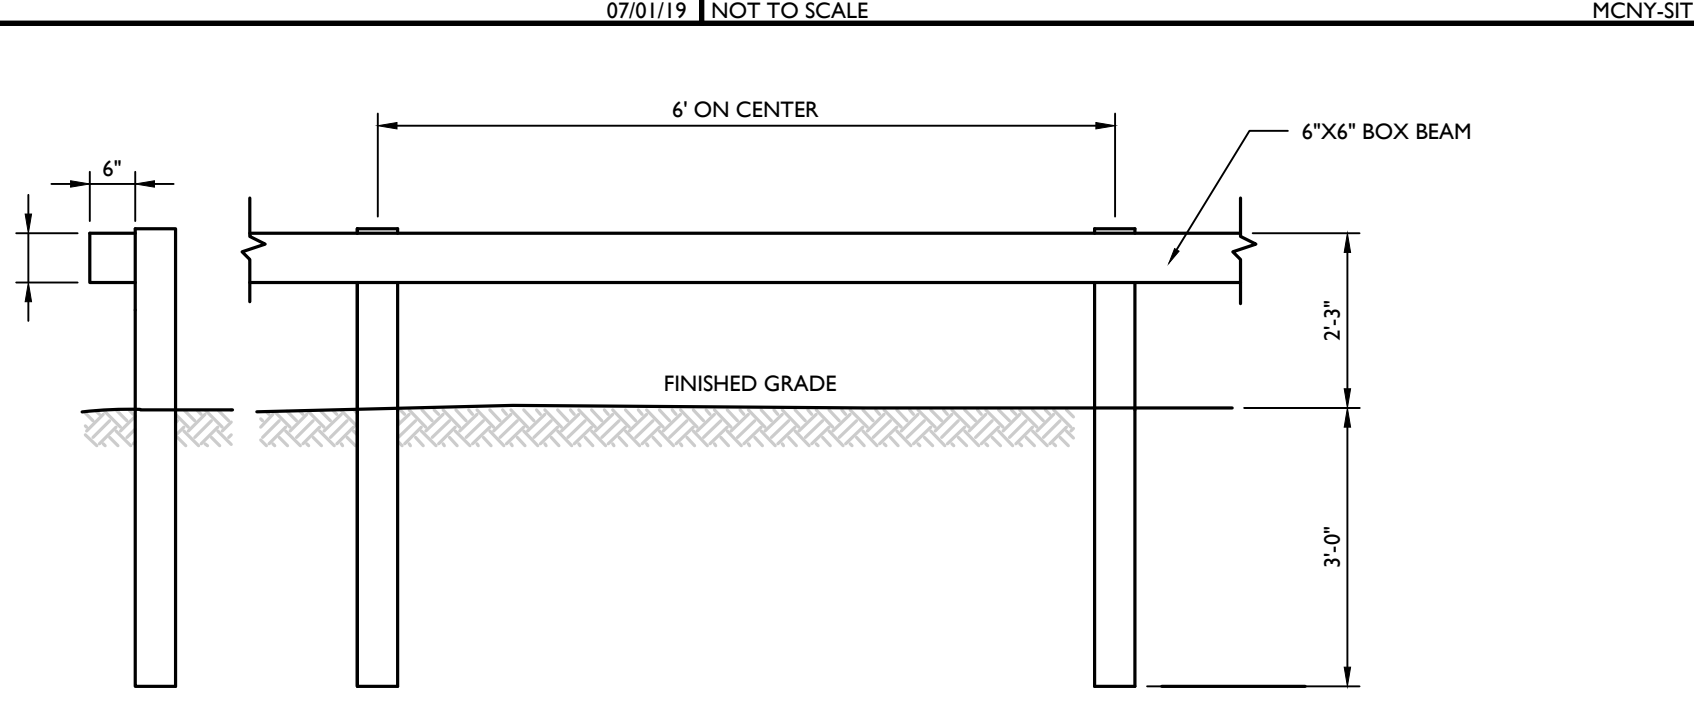 07/01/19 NOT TO SCALE MCNY-SIT
6' ON CENTER
6"X6" BOX BEAM
6"
2'-3"
FINISHED GRADE
3'-0"